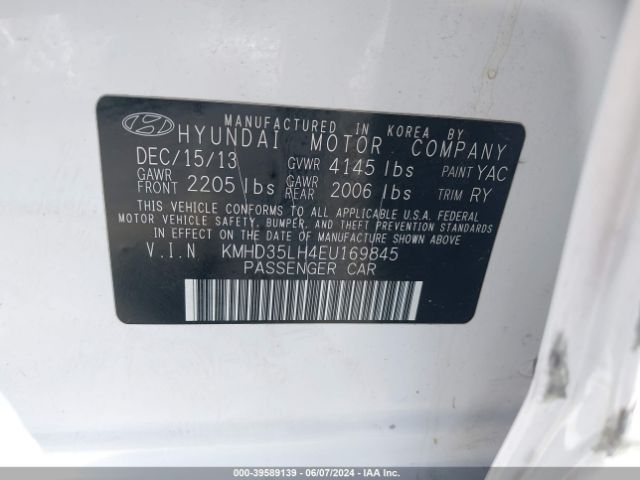 MANUFACTURED IN KOREA BY
HYUNDAI MOTOR COMPANY
DEC/15/13 GVWR 4145 lbs PAINT YAC
GAWR FRONT 2205 lbs GAWR REAR 2006 lbs TRIM RY
THIS VEHICLE CONFORMS TO ALL APPLICABLE U.S.A. FEDERAL
MOTOR VEHICLE SAFETY, BUMPER, AND THEFT PREVENTION
STANDARDS IN EFFECT ON THE DATE OF MANUFACTURE SHOWN ABOVE
V.I.N KMHD35LH4EU169845
PASSENGER CAR
000-39589139 - 06/07/2024 - IAA Inc.